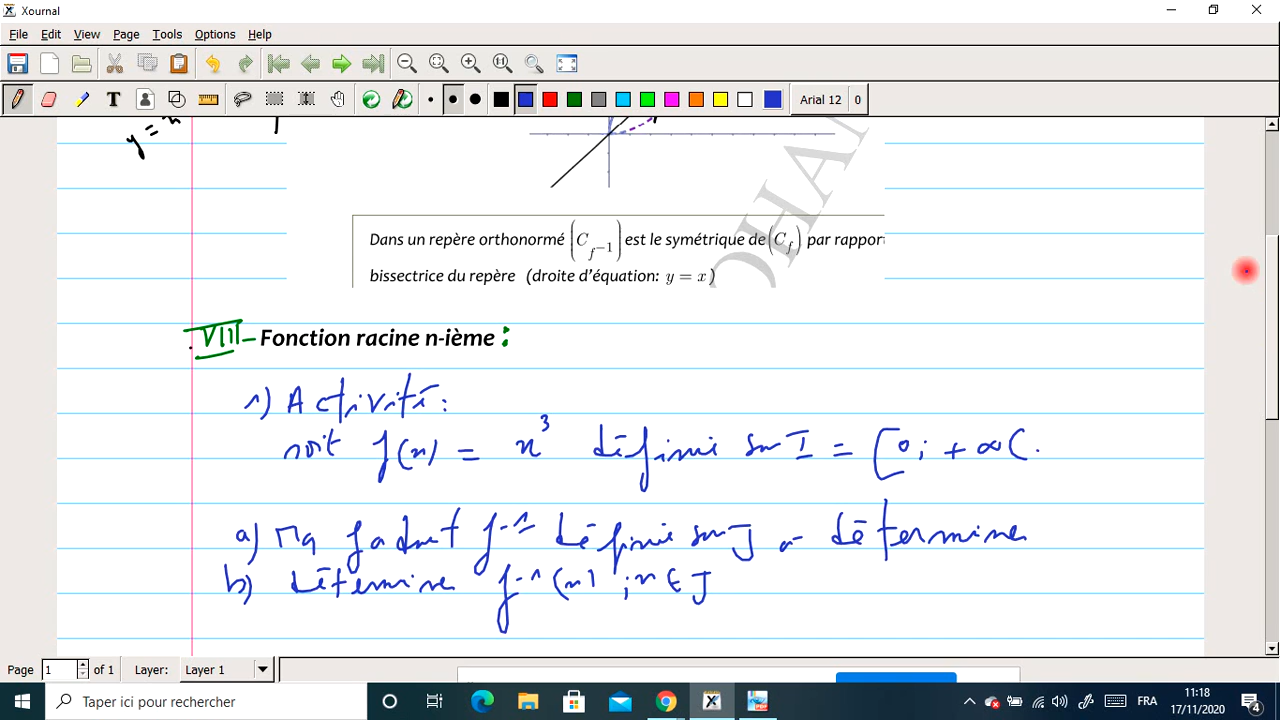 Xournal
File Edit View Page Tools Options Help
Arial 12 0
y = x
Dans un repère orthonormé (C f−1) est le symétrique de (C f) par rapport
bissectrice du repère (droite d'équation: y = x )
VIII - Fonction racine n-ième :
1) Activité :
soit f(x) = x³ définie sur I = [0 ; +∞[.
a) Mq f admet f-1 définie sur J à déterminer
b) Déterminer f-1(x) ; x ∈ J
Page 1 of 1 Layer: Layer 1
Taper ici pour rechercher
FRA
11:18
17/11/2020
4